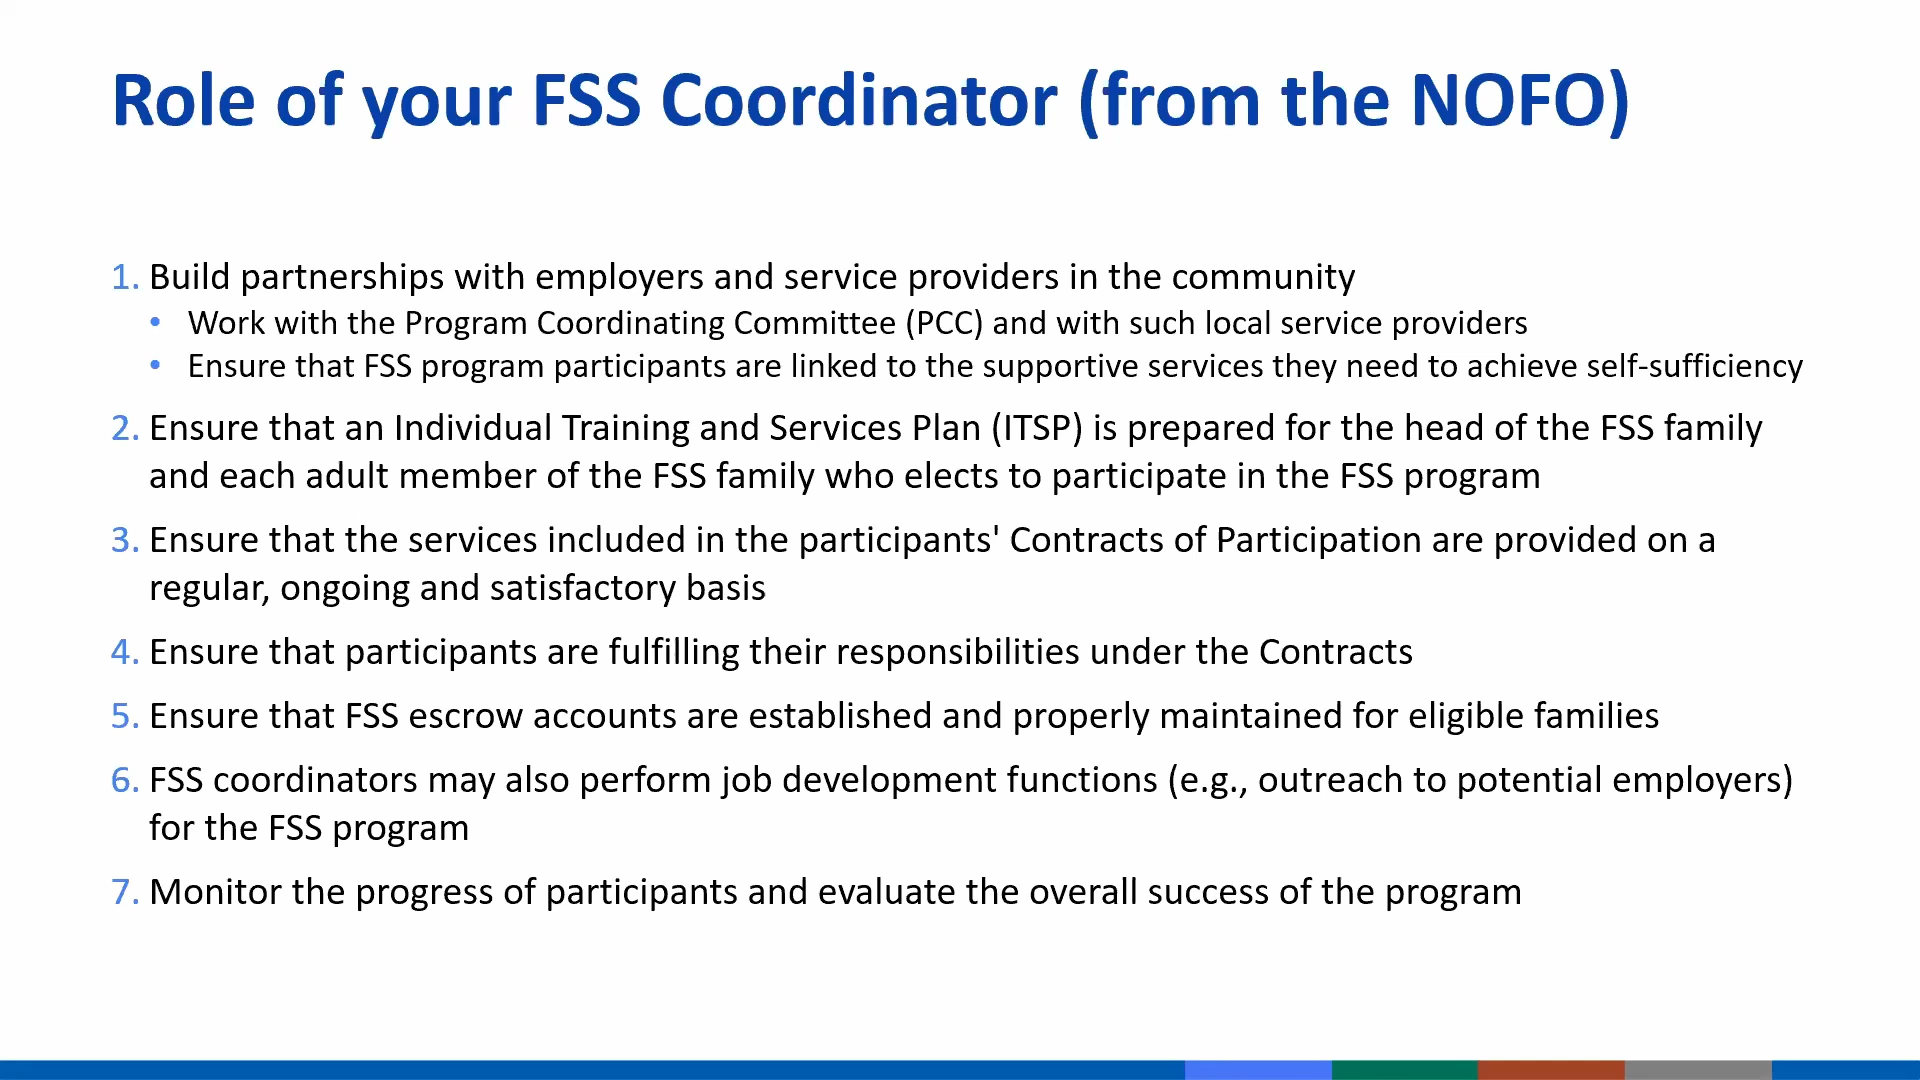 Role of your FSS Coordinator (from the NOFO)
1. Build partnerships with employers and service providers in the community
• Work with the Program Coordinating Committee (PCC) and with such local service providers
• Ensure that FSS program participants are linked to the supportive services they need to achieve self-sufficiency
2. Ensure that an Individual Training and Services Plan (ITSP) is prepared for the head of the FSS family
and each adult member of the FSS family who elects to participate in the FSS program
3. Ensure that the services included in the participants' Contracts of Participation are provided on a
regular, ongoing and satisfactory basis
4. Ensure that participants are fulfilling their responsibilities under the Contracts
5. Ensure that FSS escrow accounts are established and properly maintained for eligible families
6. FSS coordinators may also perform job development functions (e.g., outreach to potential employers)
for the FSS program
7. Monitor the progress of participants and evaluate the overall success of the program